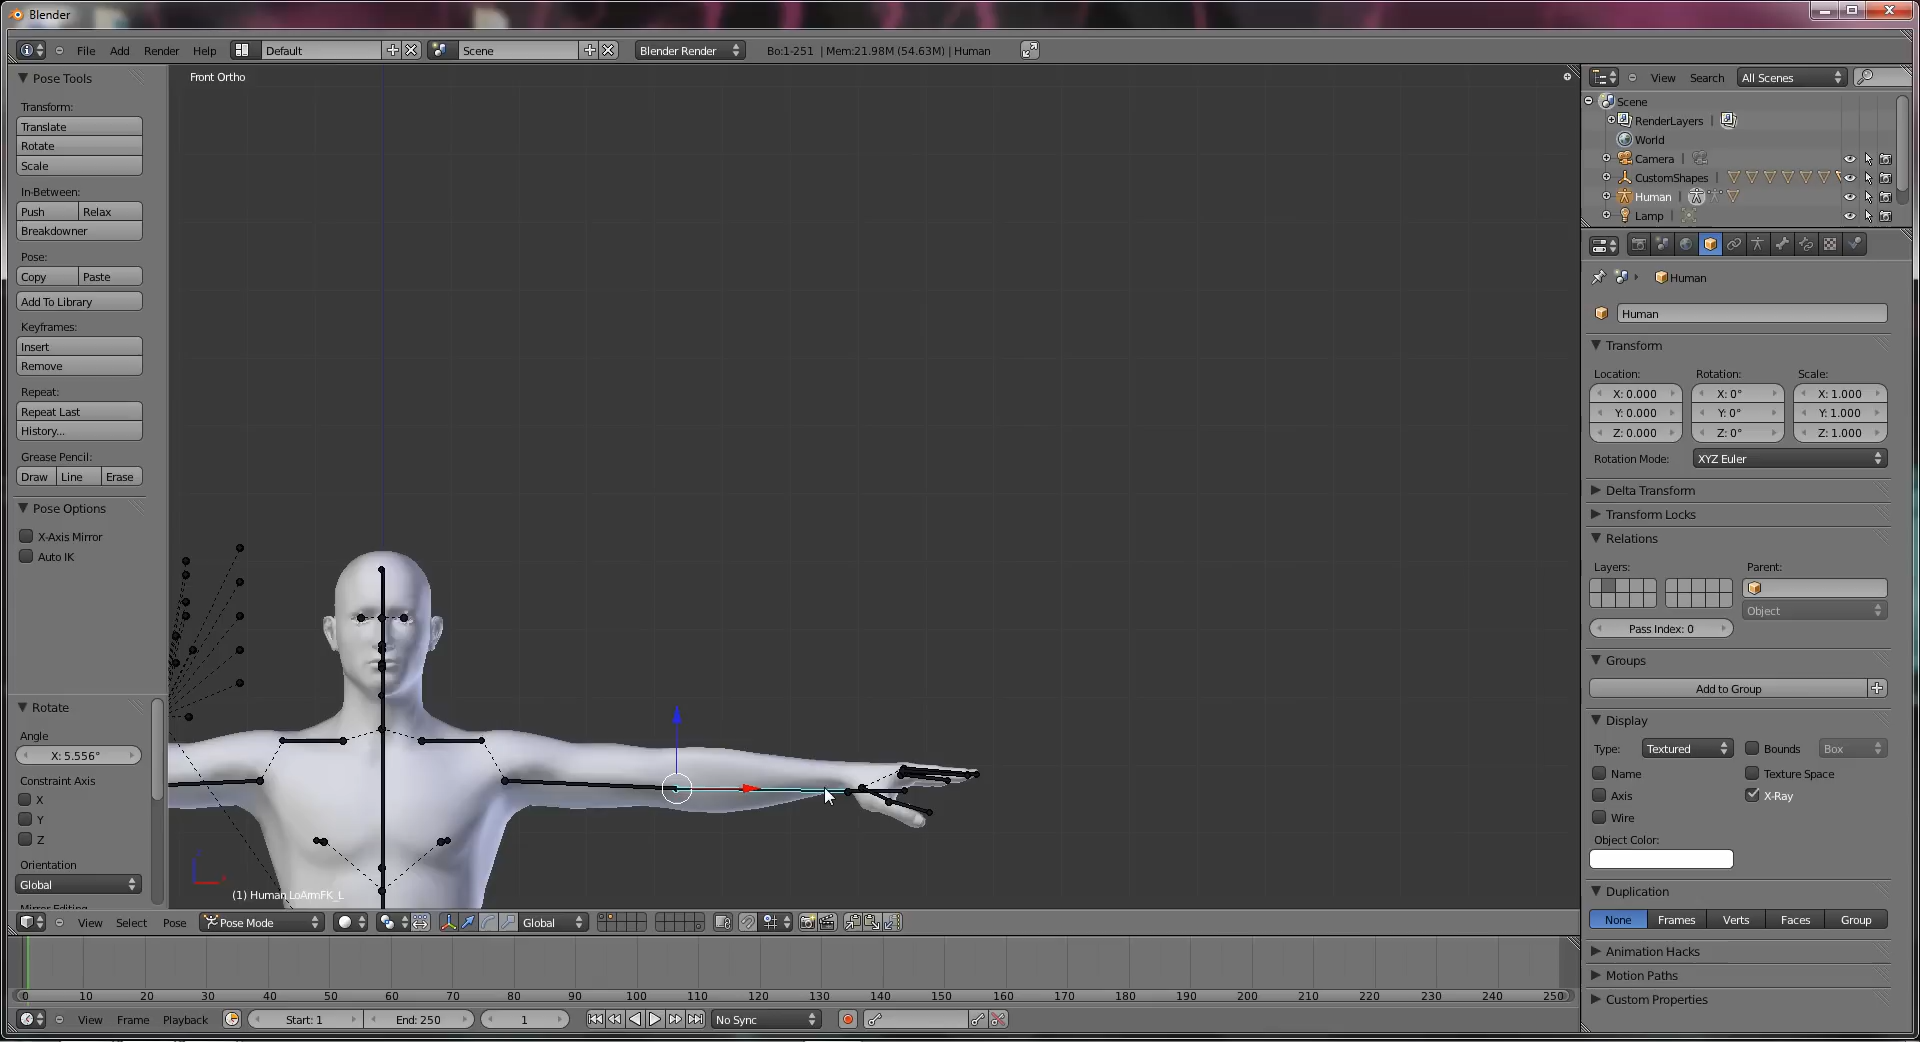 Blender
File Add Render Help Default Scene Blender Render Bo:1-251 | Mem:21.98M (54.63M) | Human
Pose Tools
Transform:
Translate
Rotate
Scale
In-Between:
Push Relax
Breakdowner
Pose:
Copy Paste
Add To Library
Keyframes:
Insert
Remove
Repeat:
Repeat Last
History...
Grease Pencil:
Draw Line Erase
Pose Options
X-Axis Mirror
Auto IK
Rotate
Angle
X: 5.556°
Constraint Axis
X
Y
Z
Orientation
Global
Front Ortho
(1) Human LoArmFK_L
View Select Pose Pose Mode Global
0 10 20 30 40 50 60 70 80 90 100 110 120 130 140 150 160 170 180 190 200 210 220 230 240 250
View Frame Playback Start: 1 End: 250 1 No Sync
View Search All Scenes
Scene
RenderLayers |
World
Camera |
CustomShapes |
Human |
Lamp |
Human
Human
Transform
Location: Rotation: Scale:
X: 0.000 X: 0° X: 1.000
Y: 0.000 Y: 0° Y: 1.000
Z: 0.000 Z: 0° Z: 1.000
Rotation Mode: XYZ Euler
Delta Transform
Transform Locks
Relations
Layers: Parent:
Object
Pass Index: 0
Groups
Add to Group
Display
Type: Textured Bounds Box
Name Texture Space
Axis X-Ray
Wire
Object Color:
Duplication
None Frames Verts Faces Group
Animation Hacks
Motion Paths
Custom Properties